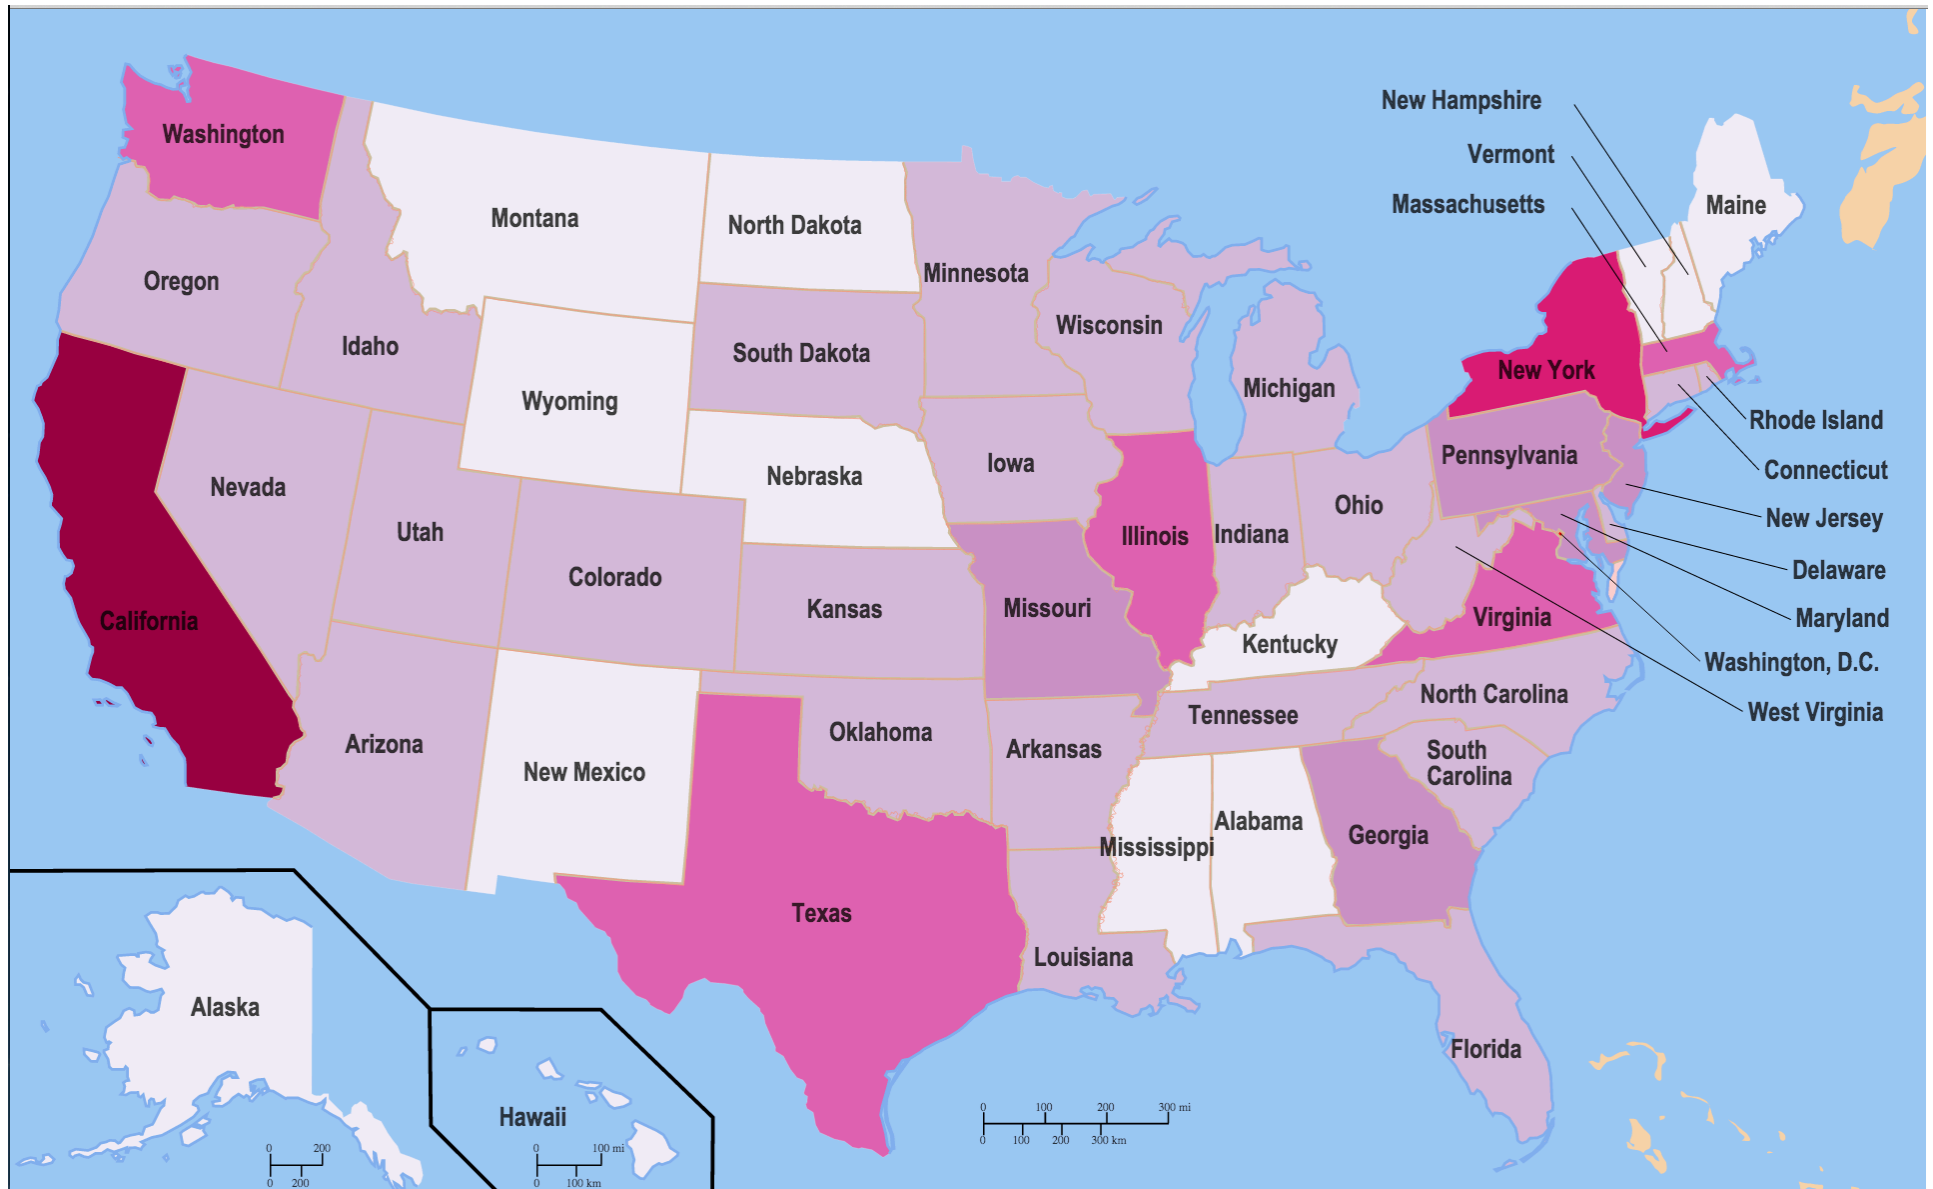 New Hampshire
Washington
Vermont
Massachusetts
Maine
Montana
North Dakota
Minnesota
Oregon
Wisconsin
Idaho
South Dakota
New York
Michigan
Wyoming
Rhode Island
Pennsylvania
Iowa
Connecticut
Nebraska
Nevada
Ohio
New Jersey
Utah
Illinois
Indiana
Colorado
Delaware
Kansas
Missouri
California
Virginia
Maryland
Kentucky
Washington, D.C.
North Carolina
West Virginia
Tennessee
Oklahoma
Arizona
Arkansas
South
Carolina
New Mexico
Alabama
Georgia
Mississippi
Texas
Louisiana
Alaska
Florida
Hawaii
0 100 200 300 mi
0 100 200 300 km
0 200
0 200
0 100 mi
0 100 km